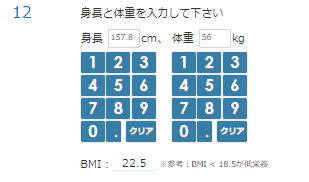 12 身長と体重を入力して下さい
身長 157.8 cm、 体重 56 kg
1 2 3 1 2 3
4 5 6 4 5 6
7 8 9 7 8 9
0 . クリア 0 . クリア
BMI： 22.5 ※参考：BMI < 18.5が低栄養